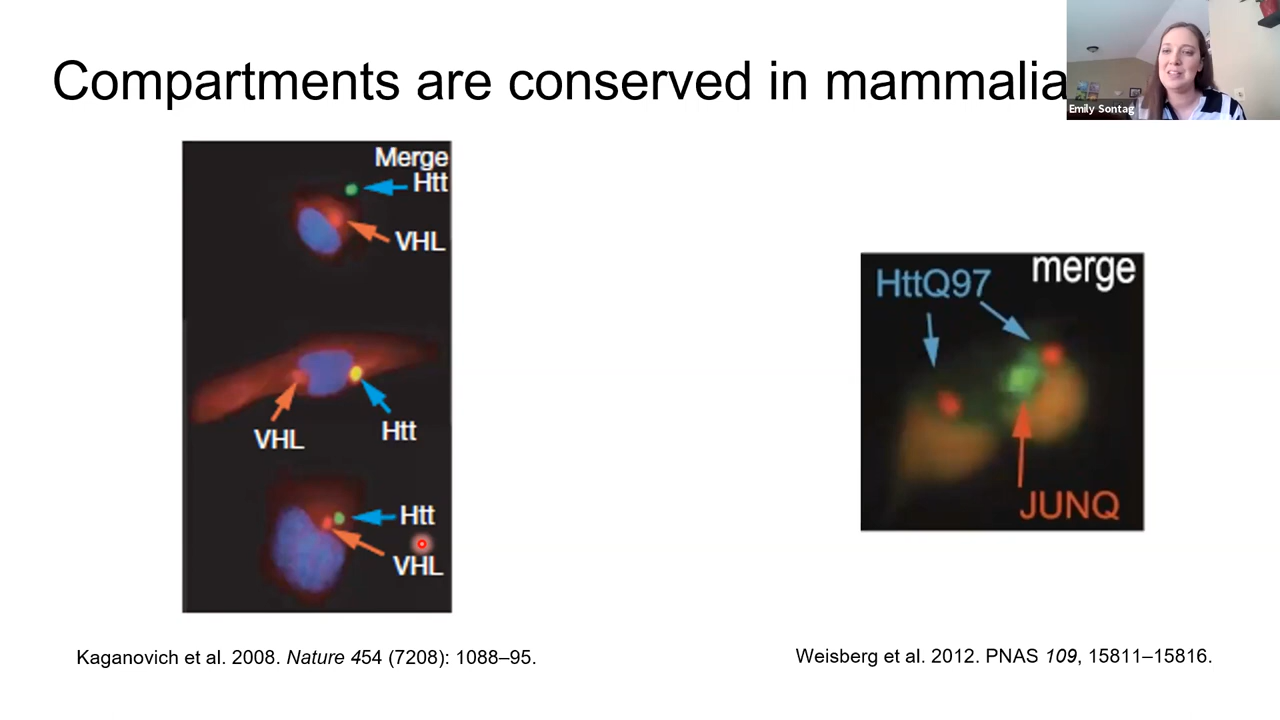 Compartments are conserved in mammalia
Emily Sontag
Merge
Htt
VHL
VHL
Htt
Htt
VHL
HttQ97
merge
JUNQ
Kaganovich et al. 2008. Nature 454 (7208): 1088–95.
Weisberg et al. 2012. PNAS 109, 15811–15816.